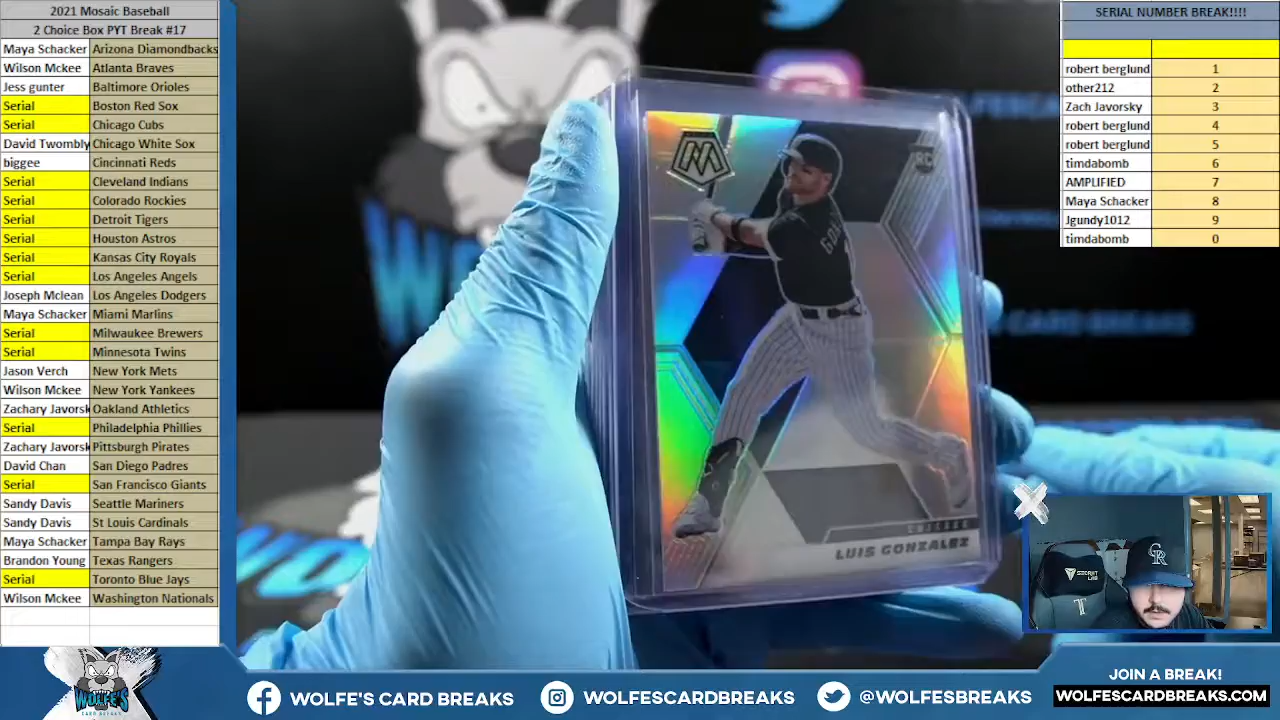 2021 Mosaic Baseball
2 Choice Box PYT Break #17
Maya Schacker Arizona Diamondbacks
Wilson Mckee Atlanta Braves
Jess gunter Baltimore Orioles
Serial Boston Red Sox
Serial Chicago Cubs
David Twombly Chicago White Sox
biggee Cincinnati Reds
Serial Cleveland Indians
Serial Colorado Rockies
Serial Detroit Tigers
Serial Houston Astros
Serial Kansas City Royals
Serial Los Angeles Angels
Joseph Mclean Los Angeles Dodgers
Maya Schacker Miami Marlins
Serial Milwaukee Brewers
Serial Minnesota Twins
Jason Verch New York Mets
Wilson Mckee New York Yankees
Zachary Javorsk Oakland Athletics
Serial Philadelphia Phillies
Zachary Javorsk Pittsburgh Pirates
David Chan San Diego Padres
Serial San Francisco Giants
Sandy Davis Seattle Mariners
Sandy Davis St Louis Cardinals
Maya Schacker Tampa Bay Rays
Brandon Young Texas Rangers
Serial Toronto Blue Jays
Wilson Mckee Washington Nationals
SERIAL NUMBER BREAK!!!!
robert berglund 1
other212 2
Zach Javorsky 3
robert berglund 4
robert berglund 5
timdabomb 6
AMPLIFIED 7
Maya Schacker 8
Jgundy1012 9
timdabomb 0
M
RC
CHICAGO
LUIS GONZALEZ
CARD BREAKS
CR
SECRETLAB
T
WOLFE'S
CARD BREAKS
WOLFE'S CARD BREAKS
WOLFESCARDBREAKS
@WOLFESBREAKS
JOIN A BREAK!
WOLFESCARDBREAKS.COM